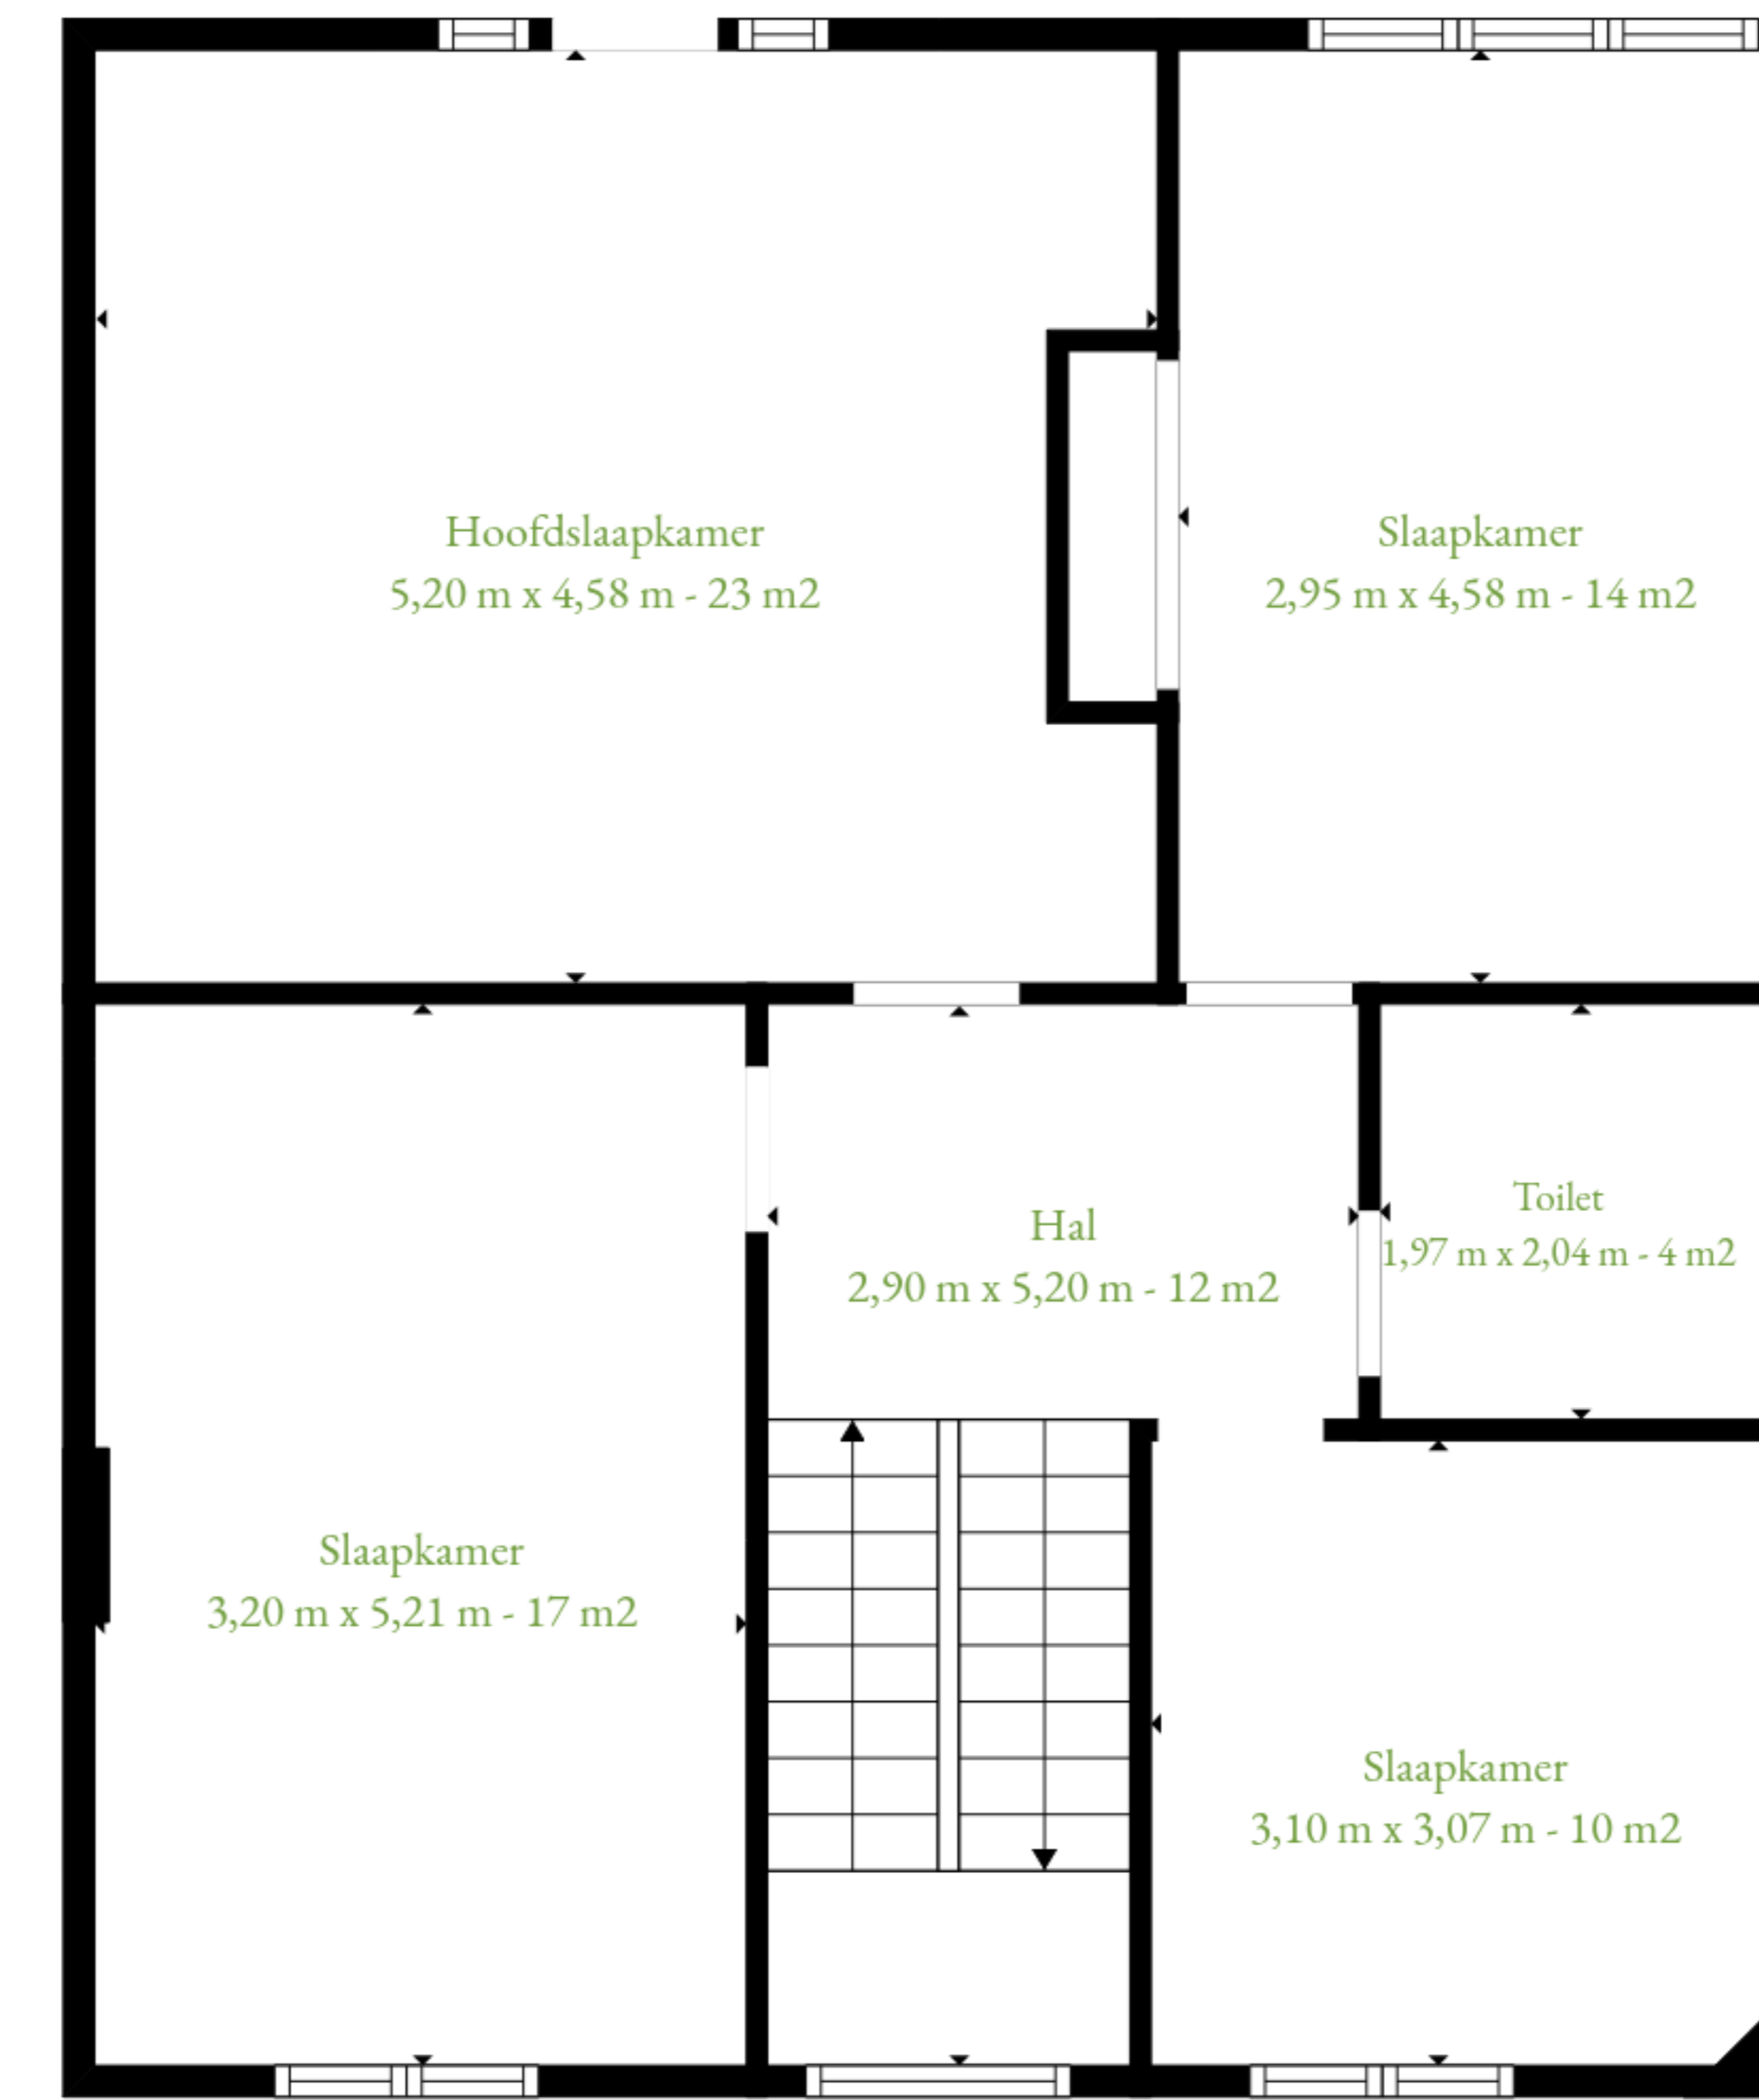 Hoofdslaapkamer
5,20 m x 4,58 m - 23 m2
Slaapkamer
2,95 m x 4,58 m - 14 m2
Toilet
1,97 m x 2,04 m - 4 m2
Hal
2,90 m x 5,20 m - 12 m2
Slaapkamer
3,20 m x 5,21 m - 17 m2
Slaapkamer
3,10 m x 3,07 m - 10 m2